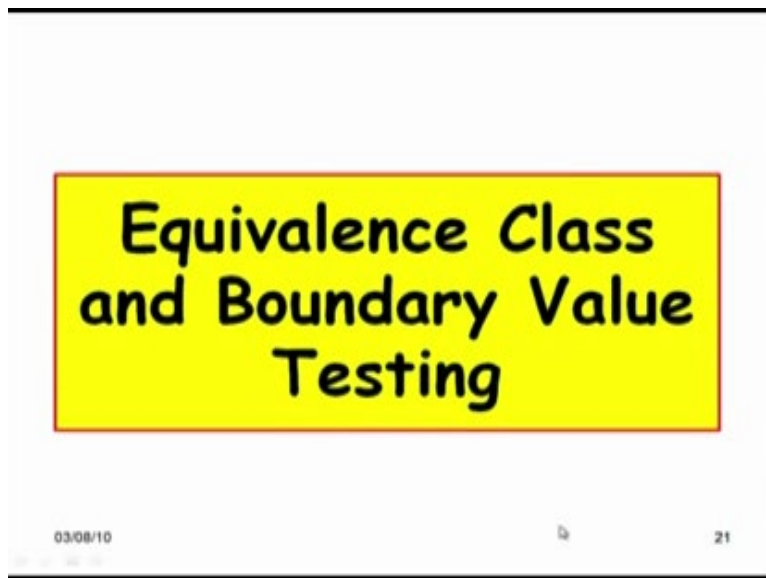 Equivalence Class
and Boundary Value
Testing
03/08/10
21